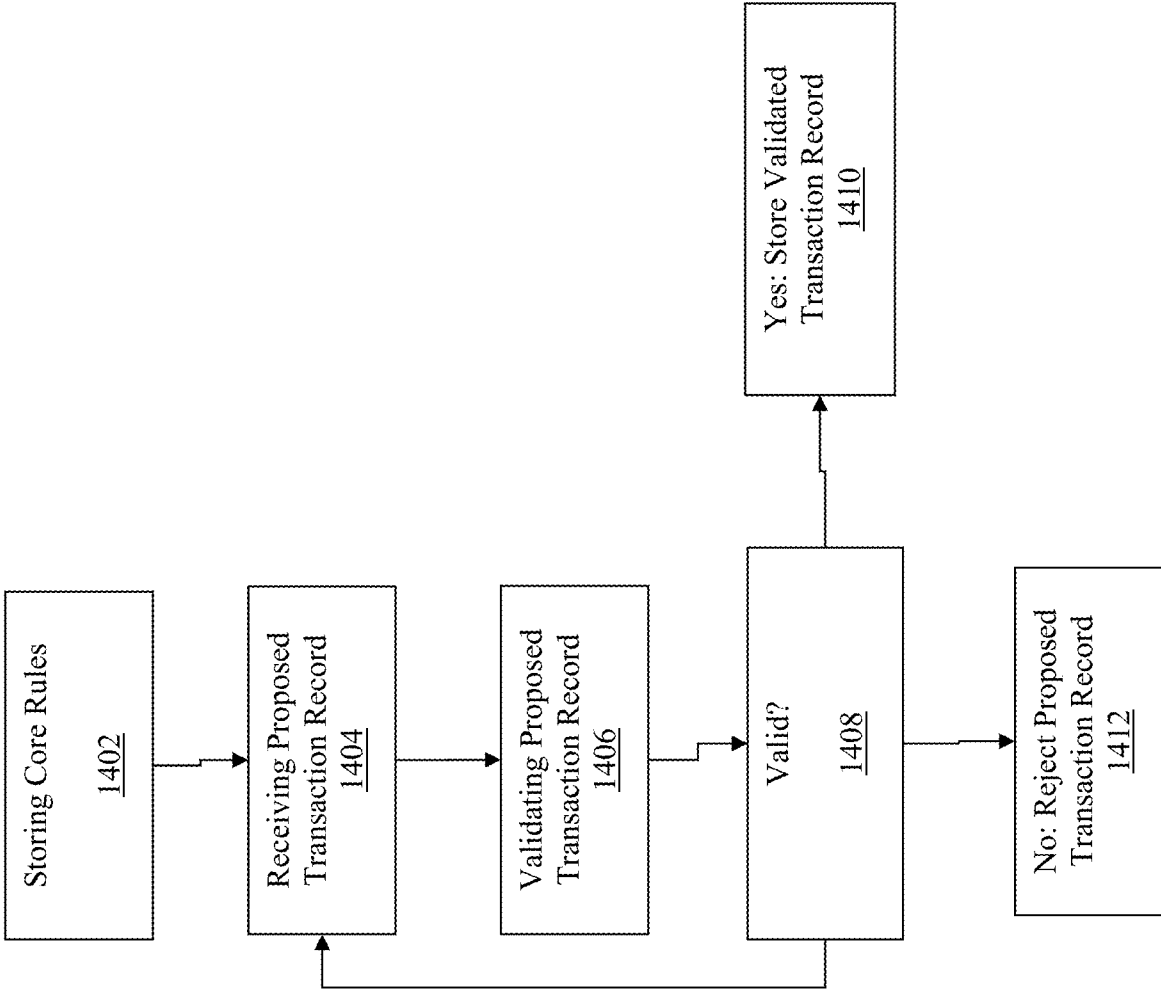 Storing Core Rules
1402
Receiving Proposed
Transaction Record
1404
Validating Proposed
Transaction Record
1406
Valid?
1408
Yes: Store Validated
Transaction Record
1410
No: Reject Proposed
Transaction Record
1412